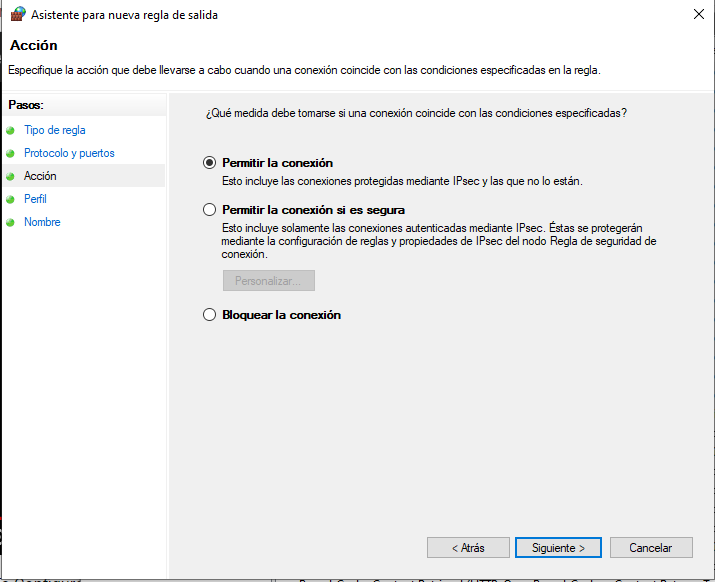 Asistente para nueva regla de salida
Acción
Especifique la acción que debe llevarse a cabo cuando una conexión coincide con las condiciones especificadas en la regla.
Pasos:
Tipo de regla
Protocolo y puertos
Acción
Perfil
Nombre
¿Qué medida debe tomarse si una conexión coincide con las condiciones especificadas?
Permitir la conexión
Esto incluye las conexiones protegidas mediante IPsec y las que no lo están.
Permitir la conexión si es segura
Esto incluye solamente las conexiones autenticadas mediante IPsec. Éstas se protegerán
mediante la configuración de reglas y propiedades de IPsec del nodo Regla de seguridad de
conexión.
Personalizar...
Bloquear la conexión
< Atrás
Siguiente >
Cancelar